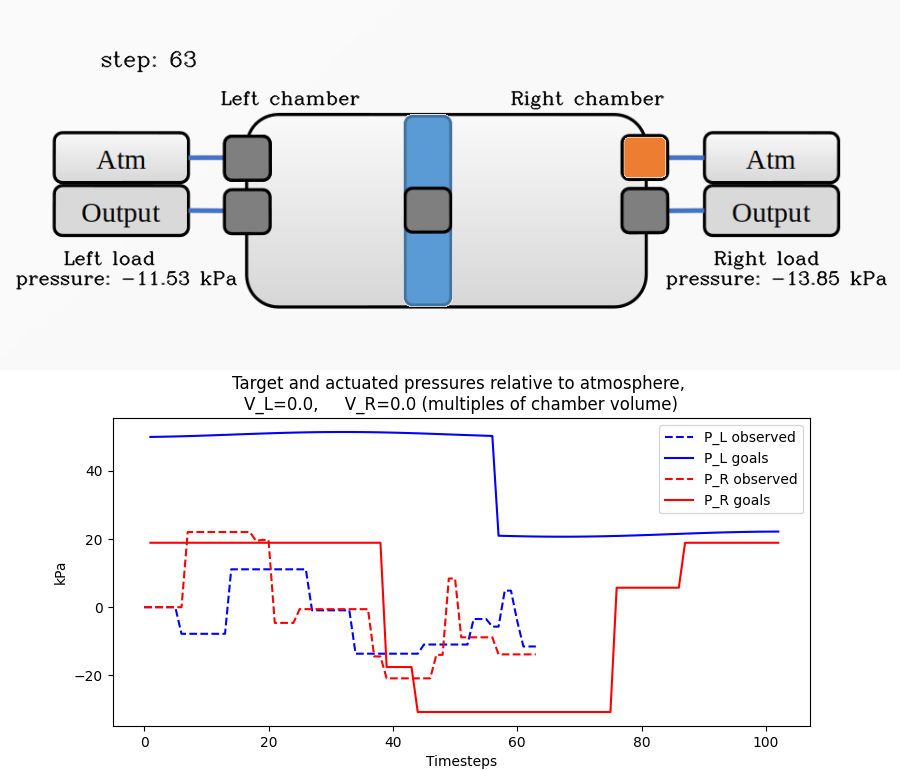 step: 63
Left chamber
Right chamber
Atm
Atm
Output
Output
Left load
pressure: −11.53 kPa
Right load
pressure: −13.85 kPa
Target and actuated pressures relative to atmosphere,
V_L=0.0,     V_R=0.0 (multiples of chamber volume)
P_L observed
P_L goals
P_R observed
P_R goals
kPa
40
20
0
−20
0 20 40 60 80 100
Timesteps